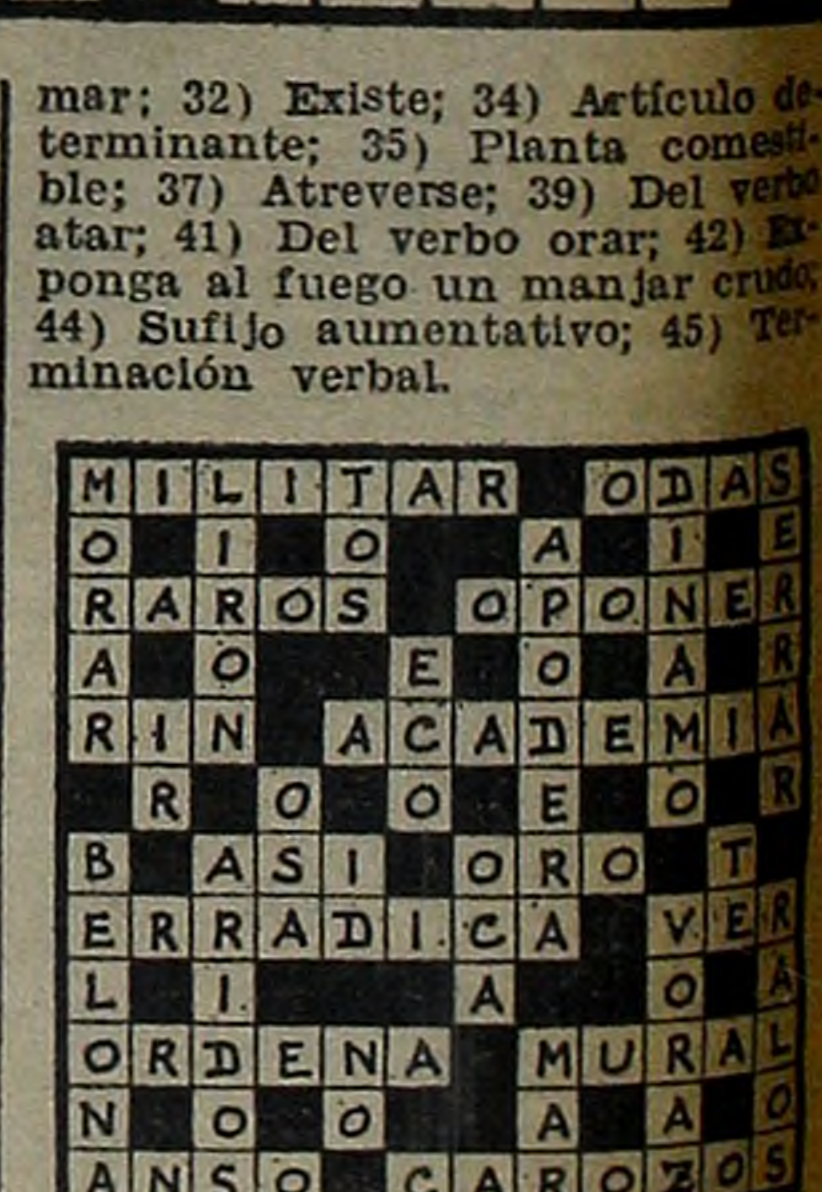 mar; 32) Existe; 34) Artículo de-
terminante; 35) Planta comesti-
ble; 37) Atreverse; 39) Del verbo
atar; 41) Del verbo orar; 42) Ex-
ponga al fuego un manjar crudo;
44) Sufijo aumentativo; 45) Ter-
minación verbal.
MILITAR ODAS
O I O A I E
RAROS OPONER
A O E O A R
RIN ACADEMIA
R O O E O R
B ASI ORO T
ERRADICA VER
L I A O A
ORDENA MURAL
N O O A A O
ANSO CAROZOS